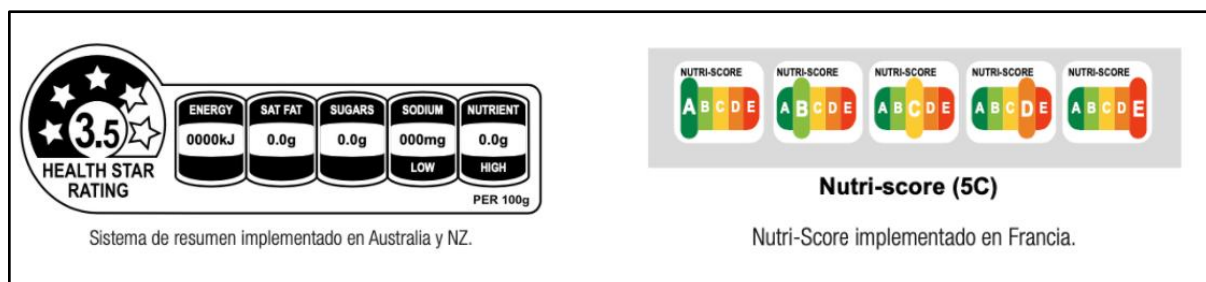 3.5
HEALTH STAR
RATING
ENERGY SAT FAT SUGARS SODIUM NUTRIENT
0000kJ 0.0g 0.0g 000mg 0.0g
LOW HIGH
PER 100g
Sistema de resumen implementado en Australia y NZ.
NUTRI-SCORE NUTRI-SCORE NUTRI-SCORE NUTRI-SCORE NUTRI-SCORE
A B C D E A B C D E A B C D E A B C D E A B C D E
Nutri-score (5C)
Nutri-Score implementado en Francia.